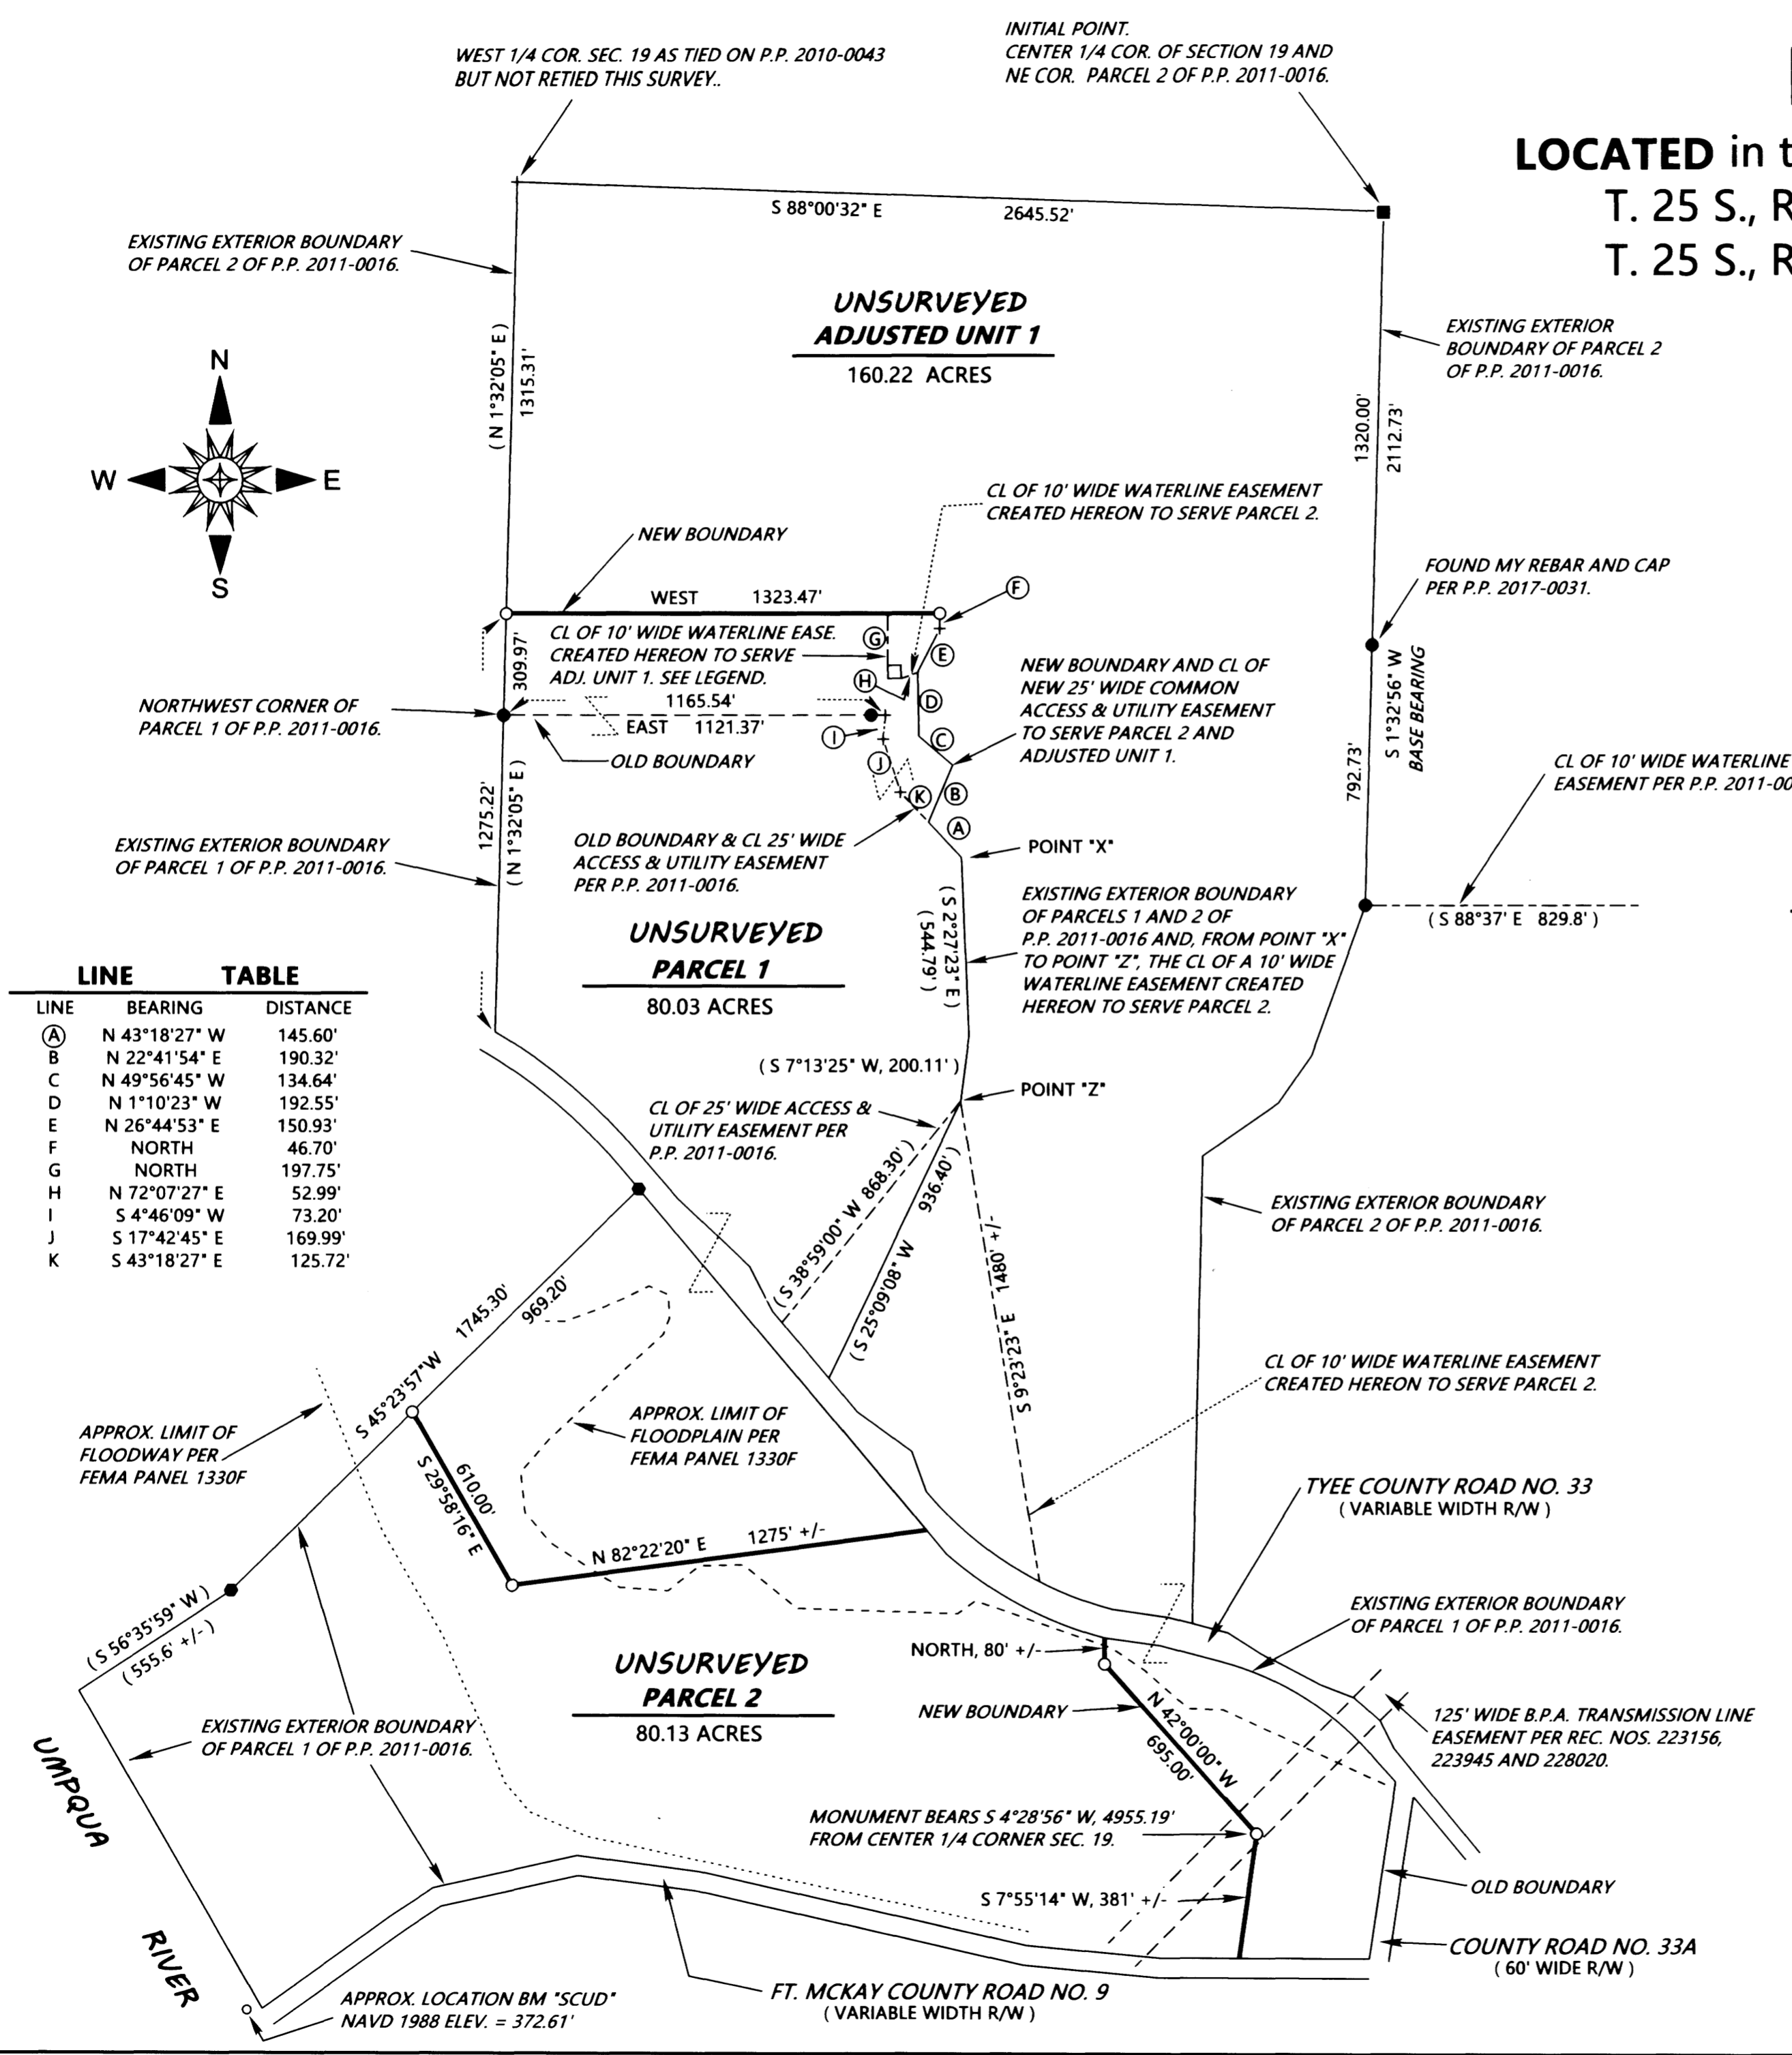 INITIAL POINT.
CENTER 1/4 COR. OF SECTION 19 AND
NE COR. PARCEL 2 OF P.P. 2011-0016.
WEST 1/4 COR. SEC. 19 AS TIED ON P.P. 2010-0043
BUT NOT RETIED THIS SURVEY..
LOCATED in t
T. 25 S., R
T. 25 S., R
S 88°00'32" E 2645.52'
EXISTING EXTERIOR BOUNDARY
OF PARCEL 2 OF P.P. 2011-0016.
UNSURVEYED
ADJUSTED UNIT 1
160.22 ACRES
EXISTING EXTERIOR
BOUNDARY OF PARCEL 2
OF P.P. 2011-0016.
( N 1°32'05" E )
1315.31'
1320.00'
2112.73'
N
W
E
S
CL OF 10' WIDE WATERLINE EASEMENT
CREATED HEREON TO SERVE PARCEL 2.
NEW BOUNDARY
FOUND MY REBAR AND CAP
PER P.P. 2017-0031.
WEST 1323.47'
F
CL OF 10' WIDE WATERLINE EASE.
CREATED HEREON TO SERVE
ADJ. UNIT 1. SEE LEGEND.
G
E
H
D
309.97'
NEW BOUNDARY AND CL OF
NEW 25' WIDE COMMON
ACCESS & UTILITY EASEMENT
TO SERVE PARCEL 2 AND
ADJUSTED UNIT 1.
S 1°32'56" W
BASE BEARING
NORTHWEST CORNER OF
PARCEL 1 OF P.P. 2011-0016.
1165.54'
EAST 1121.37'
I
C
OLD BOUNDARY
J
K
B
A
792.73'
CL OF 10' WIDE WATERLINE
EASEMENT PER P.P. 2011-00
1275.22'
( N 1°32'05" E )
EXISTING EXTERIOR BOUNDARY
OF PARCEL 1 OF P.P. 2011-0016.
OLD BOUNDARY & CL 25' WIDE
ACCESS & UTILITY EASEMENT
PER P.P. 2011-0016.
POINT "X"
( S 2°27'23" E )
( 544.79' )
EXISTING EXTERIOR BOUNDARY
OF PARCELS 1 AND 2 OF
P.P. 2011-0016 AND, FROM POINT "X"
TO POINT "Z", THE CL OF A 10' WIDE
WATERLINE EASEMENT CREATED
HEREON TO SERVE PARCEL 2.
( S 88°37' E 829.8' )
UNSURVEYED
PARCEL 1
80.03 ACRES
LINE TABLE
LINE BEARING DISTANCE
A N 43°18'27" W 145.60'
B N 22°41'54" E 190.32'
C N 49°56'45" W 134.64'
D N 1°10'23" W 192.55'
E N 26°44'53" E 150.93'
F NORTH 46.70'
G NORTH 197.75'
H N 72°07'27" E 52.99'
I S 4°46'09" W 73.20'
J S 17°42'45" E 169.99'
K S 43°18'27" E 125.72'
( S 7°13'25" W, 200.11' )
POINT "Z"
CL OF 25' WIDE ACCESS &
UTILITY EASEMENT PER
P.P. 2011-0016.
( S 38°59'00" W 868.30' )
( S 25°09'08" W 936.40' )
S 9°23'23" E 1480' +/-
EXISTING EXTERIOR BOUNDARY
OF PARCEL 2 OF P.P. 2011-0016.
S 45°23'57" W 1745.30'
969.20'
CL OF 10' WIDE WATERLINE EASEMENT
CREATED HEREON TO SERVE PARCEL 2.
APPROX. LIMIT OF
FLOODWAY PER
FEMA PANEL 1330F
APPROX. LIMIT OF
FLOODPLAIN PER
FEMA PANEL 1330F
610.00'
S 29°58'16" E
TYEE COUNTY ROAD NO. 33
( VARIABLE WIDTH R/W )
N 82°22'20" E 1275' +/-
( S 56°35'59" W )
( 555.6' +/- )
EXISTING EXTERIOR BOUNDARY
OF PARCEL 1 OF P.P. 2011-0016.
NORTH, 80' +/-
UNSURVEYED
PARCEL 2
80.13 ACRES
NEW BOUNDARY
N 42°00'00" W
695.00'
125' WIDE B.P.A. TRANSMISSION LINE
EASEMENT PER REC. NOS. 223156,
223945 AND 228020.
EXISTING EXTERIOR BOUNDARY
OF PARCEL 1 OF P.P. 2011-0016.
UMPQUA
RIVER
MONUMENT BEARS S 4°28'56" W, 4955.19'
FROM CENTER 1/4 CORNER SEC. 19.
S 7°55'14" W, 381' +/-
OLD BOUNDARY
COUNTY ROAD NO. 33A
( 60' WIDE R/W )
FT. MCKAY COUNTY ROAD NO. 9
( VARIABLE WIDTH R/W )
APPROX. LOCATION BM "SCUD"
NAVD 1988 ELEV. = 372.61'